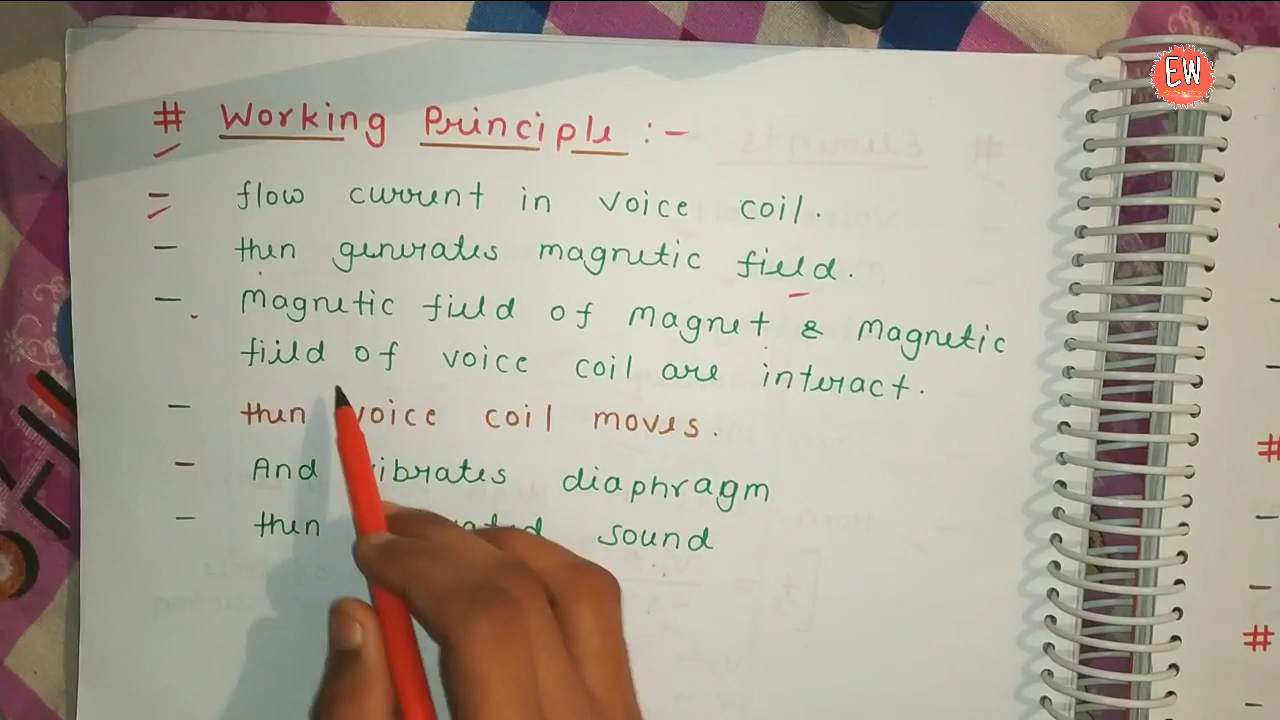 EW
# Working Principle :-
- flow current in voice coil.
- then generates magnetic field.
- Magnetic field of magnet & magnetic
field of voice coil are interact.
- then voice coil moves.
- And vibrates diaphragm
- then sound
#
-
-
#
-